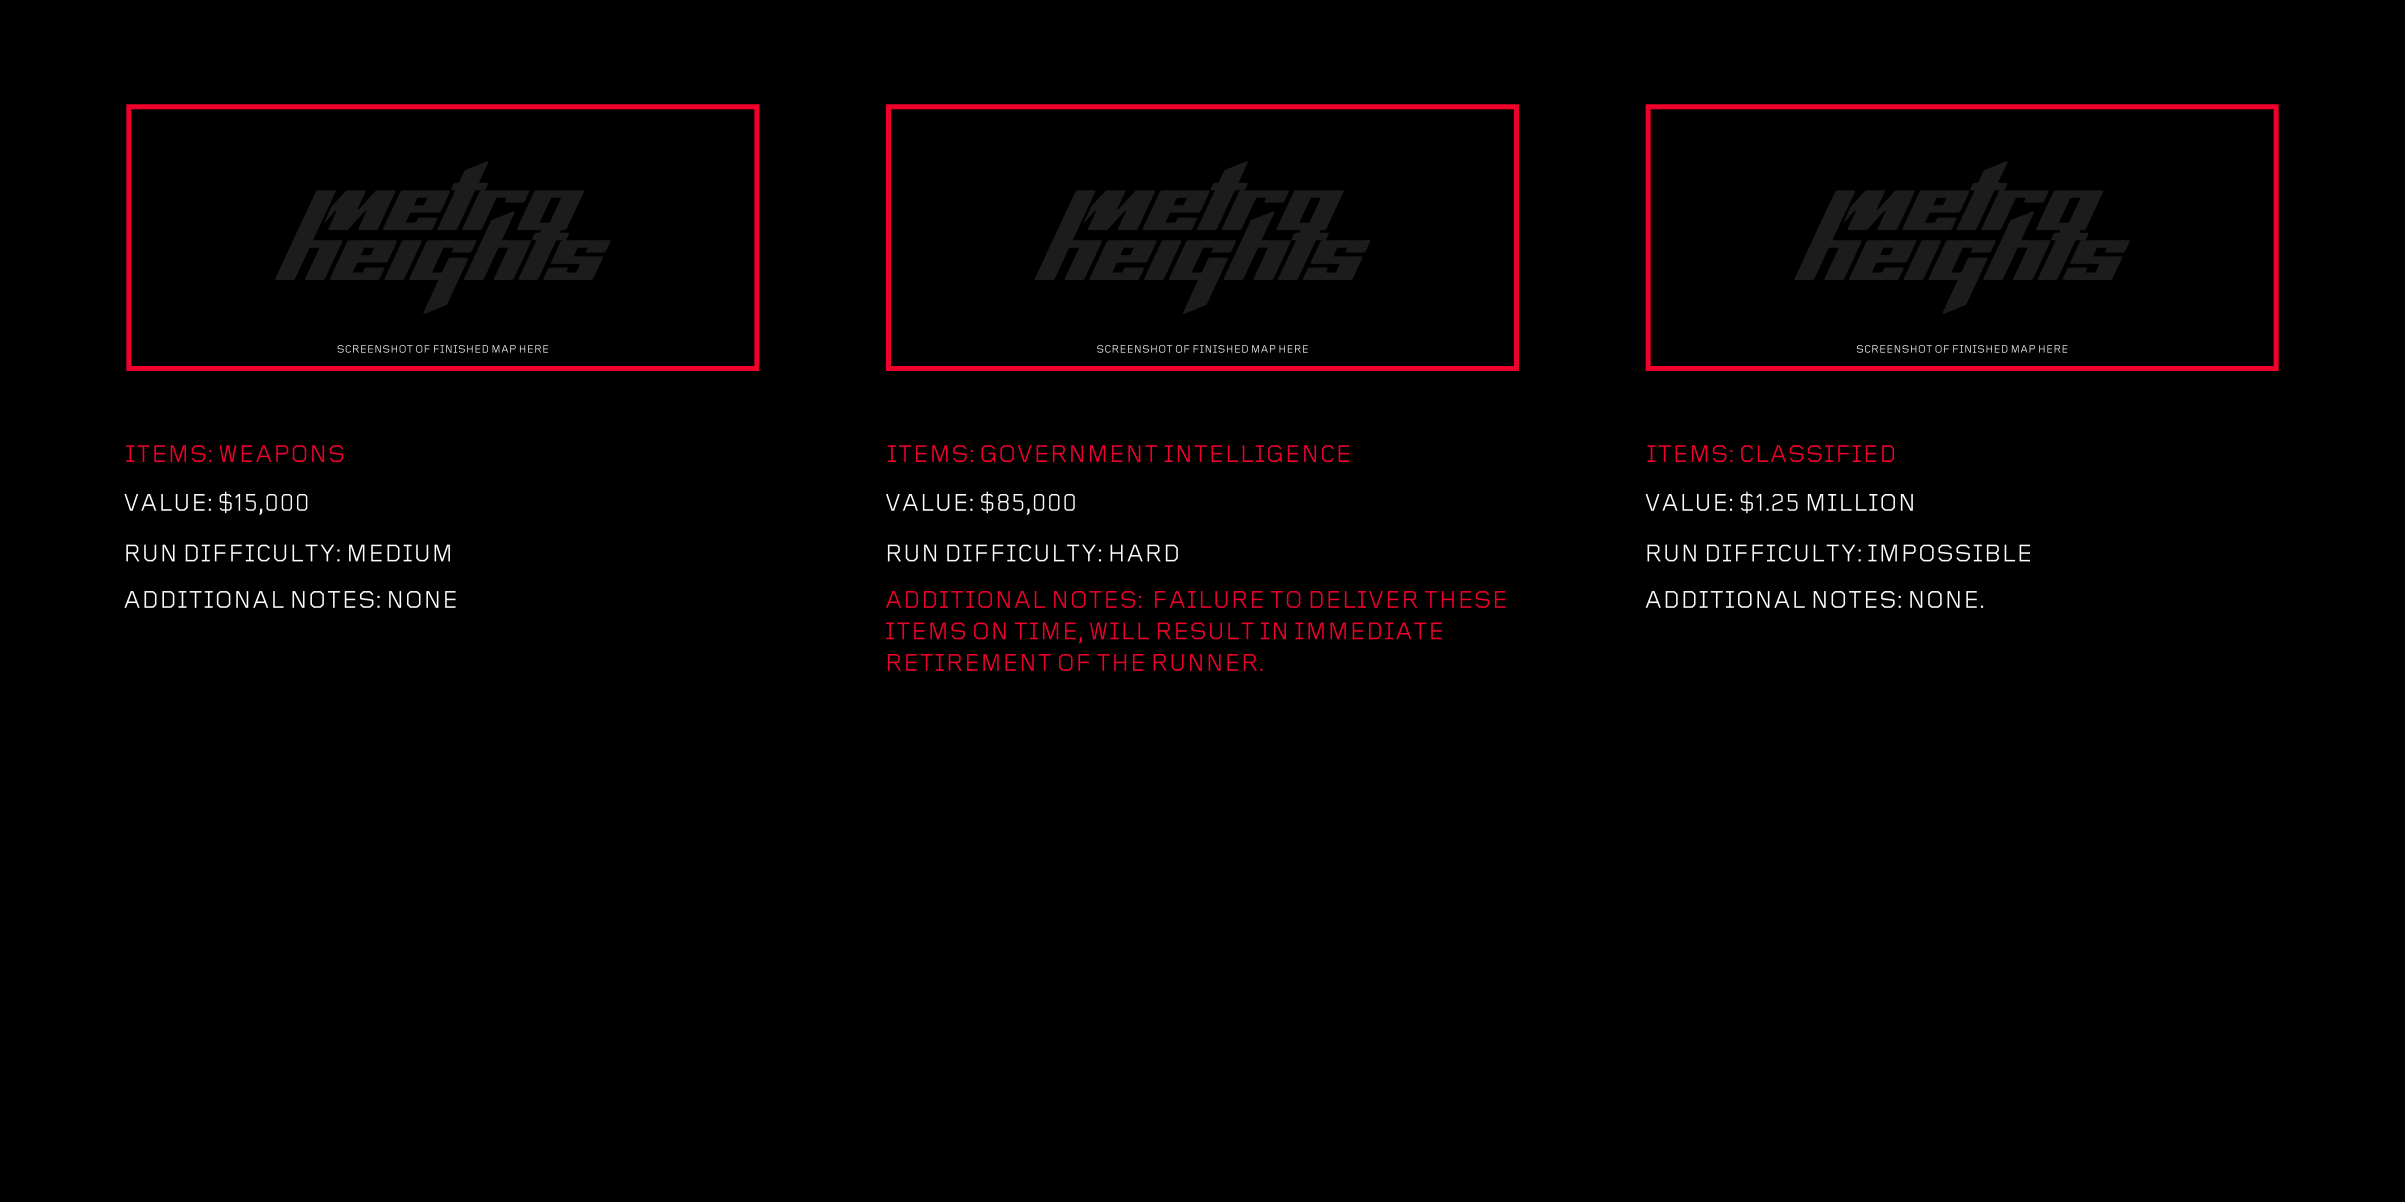 metro
heights
SCREENSHOT OF FINISHED MAP HERE
ITEMS: WEAPONS
VALUE: $15,000
RUN DIFFICULTY: MEDIUM
ADDITIONAL NOTES: NONE
metro
heights
SCREENSHOT OF FINISHED MAP HERE
ITEMS: GOVERNMENT INTELLIGENCE
VALUE: $85,000
RUN DIFFICULTY: HARD
ADDITIONAL NOTES: FAILURE TO DELIVER THESE
ITEMS ON TIME, WILL RESULT IN IMMEDIATE
RETIREMENT OF THE RUNNER.
metro
heights
SCREENSHOT OF FINISHED MAP HERE
ITEMS: CLASSIFIED
VALUE: $1.25 MILLION
RUN DIFFICULTY: IMPOSSIBLE
ADDITIONAL NOTES: NONE.